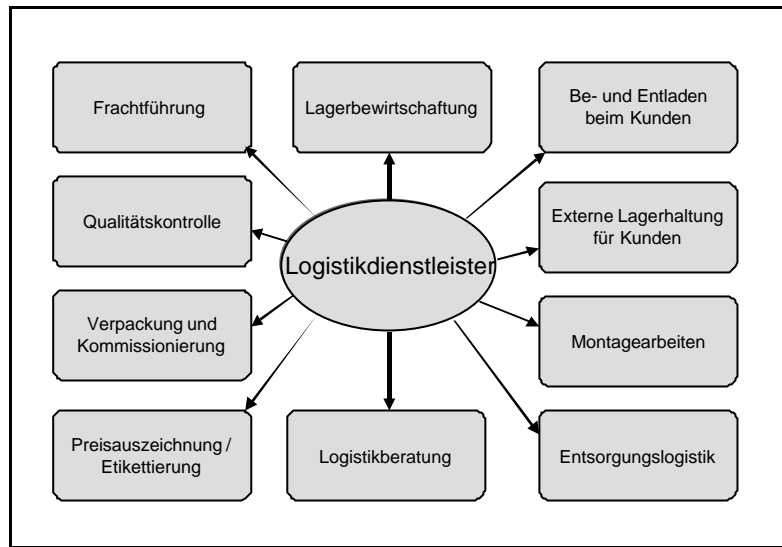 Frachtführung
Lagerbewirtschaftung
Be- und Entladen
beim Kunden
Qualitätskontrolle
Externe Lagerhaltung
für Kunden
Logistikdienstleister
Verpackung und
Kommissionierung
Montagearbeiten
Preisauszeichnung /
Etikettierung
Logistikberatung
Entsorgungslogistik